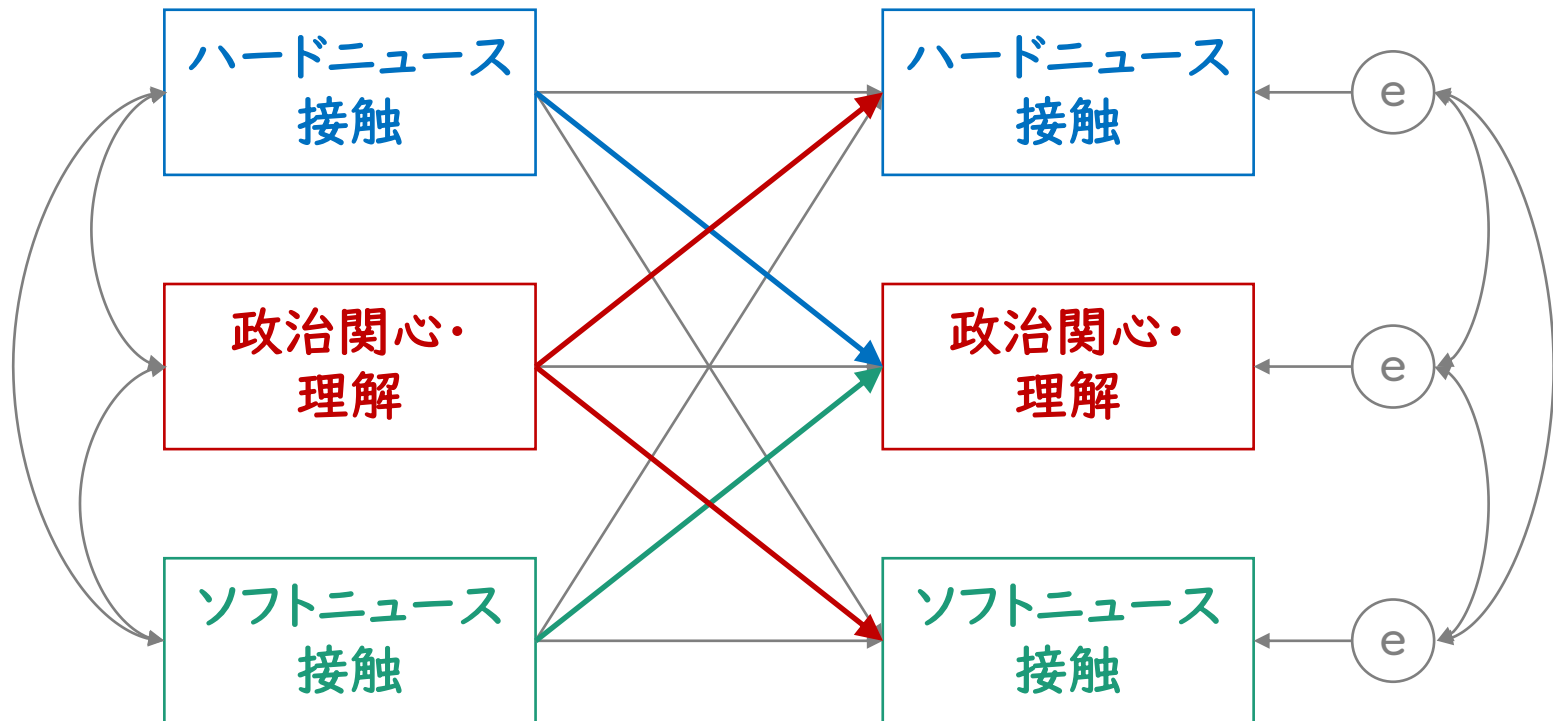 ハードニュース
接触
ハードニュース
接触
e
政治関心・
理解
政治関心・
理解
e
ソフトニュース
接触
ソフトニュース
接触
e